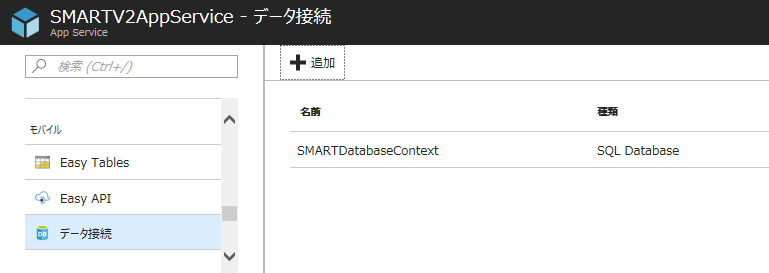 SMARTV2AppService - データ接続
App Service
検索 (Ctrl+/)
追加
モバイル
Easy Tables
Easy API
DB データ接続
名前 種類
SMARTDatabaseContext SQL Database